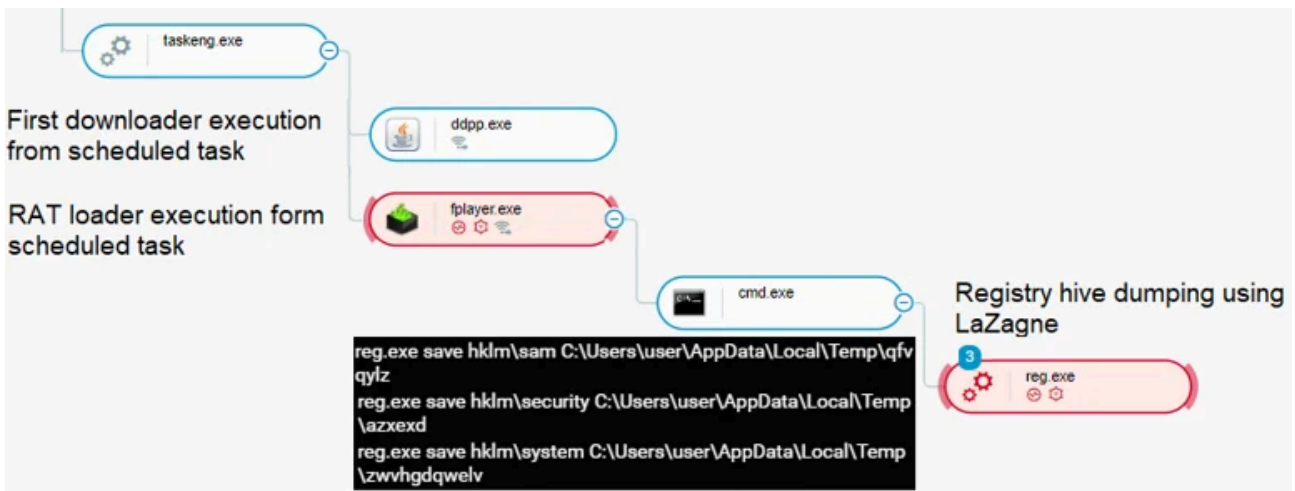 taskeng.exe
First downloader execution
from scheduled task
ddpp.exe
RAT loader execution form
scheduled task
fplayer.exe
cmd.exe
Registry hive dumping using
LaZagne
3
reg.exe
reg.exe save hklm\sam C:\Users\user\AppData\Local\Temp\qfv
qylz
reg.exe save hklm\security C:\Users\user\AppData\Local\Temp
\azxexd
reg.exe save hklm\system C:\Users\user\AppData\Local\Temp
\zwvhgdqwelv